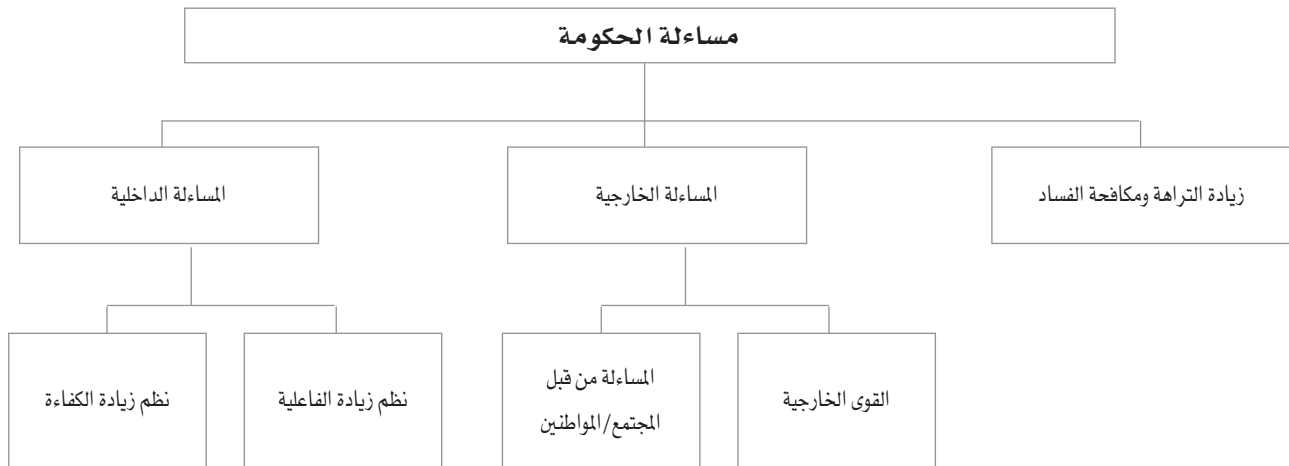 مساءلة الحكومة
زيادة التراهة ومكافحة الفساد
المساءلة الخارجية
المساءلة الداخلية
القوى الخارجية
المساءلة من قبل
المجتمع/المواطنين
نظم زيادة الفاعلية
نظم زيادة الكفاءة